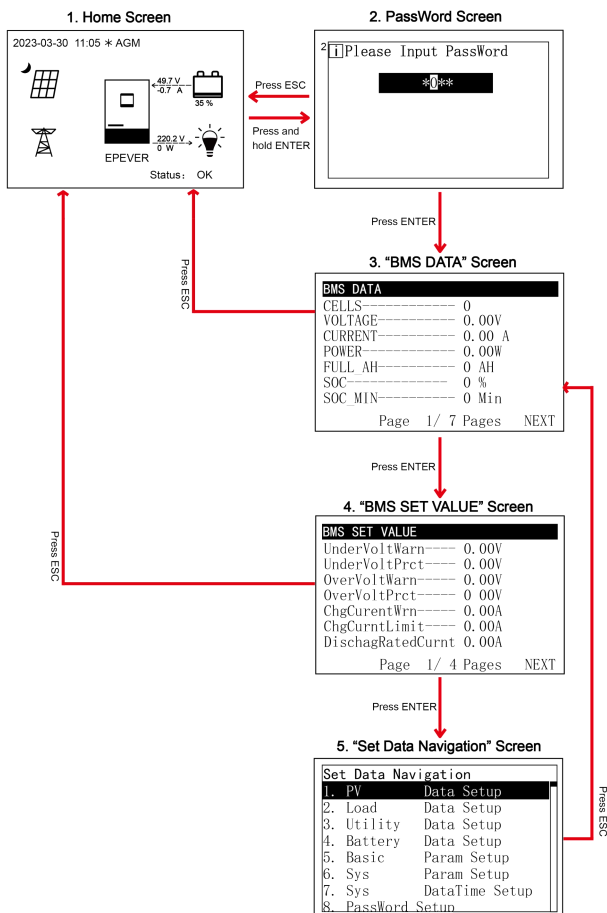 1. Home Screen
2023-03-30 11:05 ＊ AGM
49.7 V
-0.7 A
35 %
220.2 V
0 W
EPEVER
Status： OK
Press ESC
Press and
hold ENTER
2. PassWord Screen
2 i Please Input PassWord
*0**
Press ENTER
3. “BMS DATA” Screen
BMS DATA
CELLS------------ 0
VOLTAGE---------- 0.00V
CURRENT---------- 0.00 A
POWER------------ 0.00W
FULL_AH---------- 0 AH
SOC-------------- 0 %
SOC_MIN---------- 0 Min
Page 1/ 7 Pages NEXT
Press ESC
Press ENTER
4. “BMS SET VALUE” Screen
BMS SET VALUE
UnderVoltWarn---- 0.00V
UnderVoltPrct---- 0.00V
OverVoltWarn----- 0.00V
OverVoltPrct----- 0.00V
ChgCurentWrn----- 0.00A
ChgCurntLimit---- 0.00A
DischagRatedCurnt 0.00A
Page 1/ 4 Pages NEXT
Press ESC
Press ENTER
5. “Set Data Navigation” Screen
Set Data Navigation
1. PV Data Setup
2. Load Data Setup
3. Utility Data Setup
4. Battery Data Setup
5. Basic Param Setup
6. Sys Param Setup
7. Sys DataTime Setup
8. PassWord Setup
Press ESC